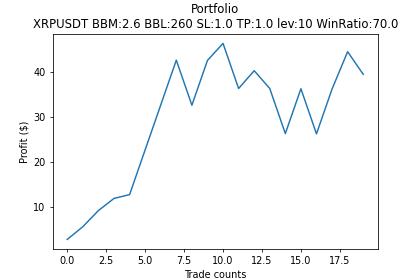 Portfolio
XRPUSDT BBM:2.6 BBL:260 SL:1.0 TP:1.0 lev:10 WinRatio:70.0
40
30
20
10
Profit ($)
0.0 2.5 5.0 7.5 10.0 12.5 15.0 17.5
Trade counts